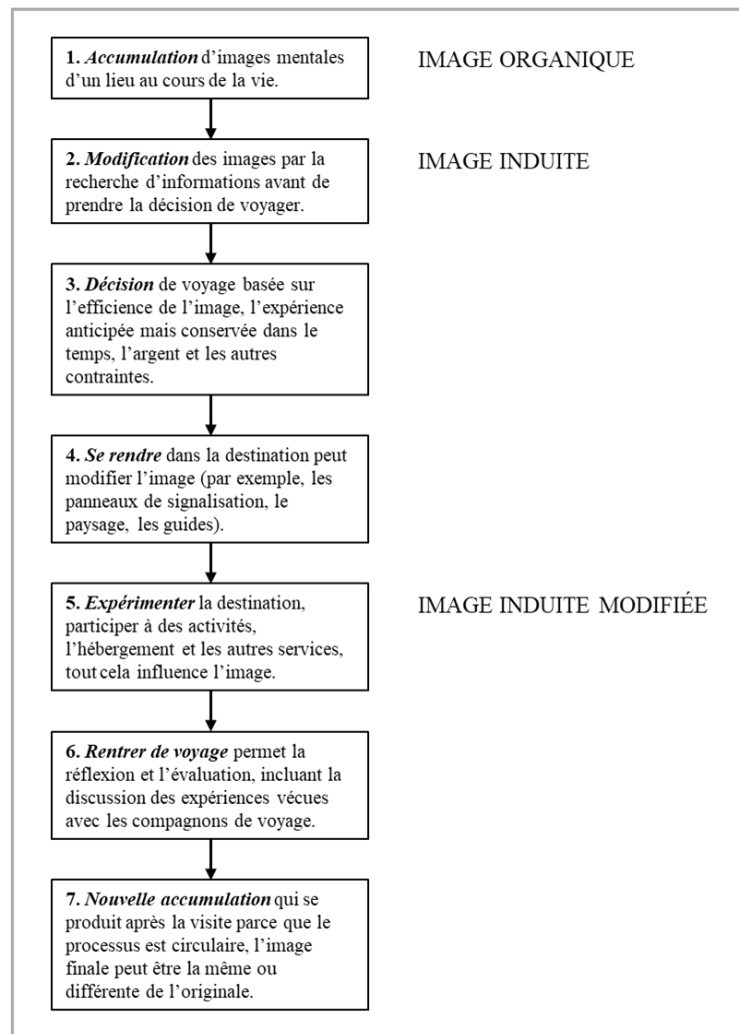 1. Accumulation d’images mentales
d’un lieu au cours de la vie.
IMAGE ORGANIQUE
2. Modification des images par la
recherche d’informations avant de
prendre la décision de voyager.
IMAGE INDUITE
3. Décision de voyage basée sur
l’efficience de l’image, l’expérience
anticipée mais conservée dans le
temps, l’argent et les autres
contraintes.
4. Se rendre dans la destination peut
modifier l’image (par exemple, les
panneaux de signalisation, le
paysage, les guides).
5. Expérimenter la destination,
participer à des activités,
l’hébergement et les autres services,
tout cela influence l’image.
IMAGE INDUITE MODIFIÉE
6. Rentrer de voyage permet la
réflexion et l’évaluation, incluant la
discussion des expériences vécues
avec les compagnons de voyage.
7. Nouvelle accumulation qui se
produit après la visite parce que le
processus est circulaire, l’image
finale peut être la même ou
différente de l’originale.